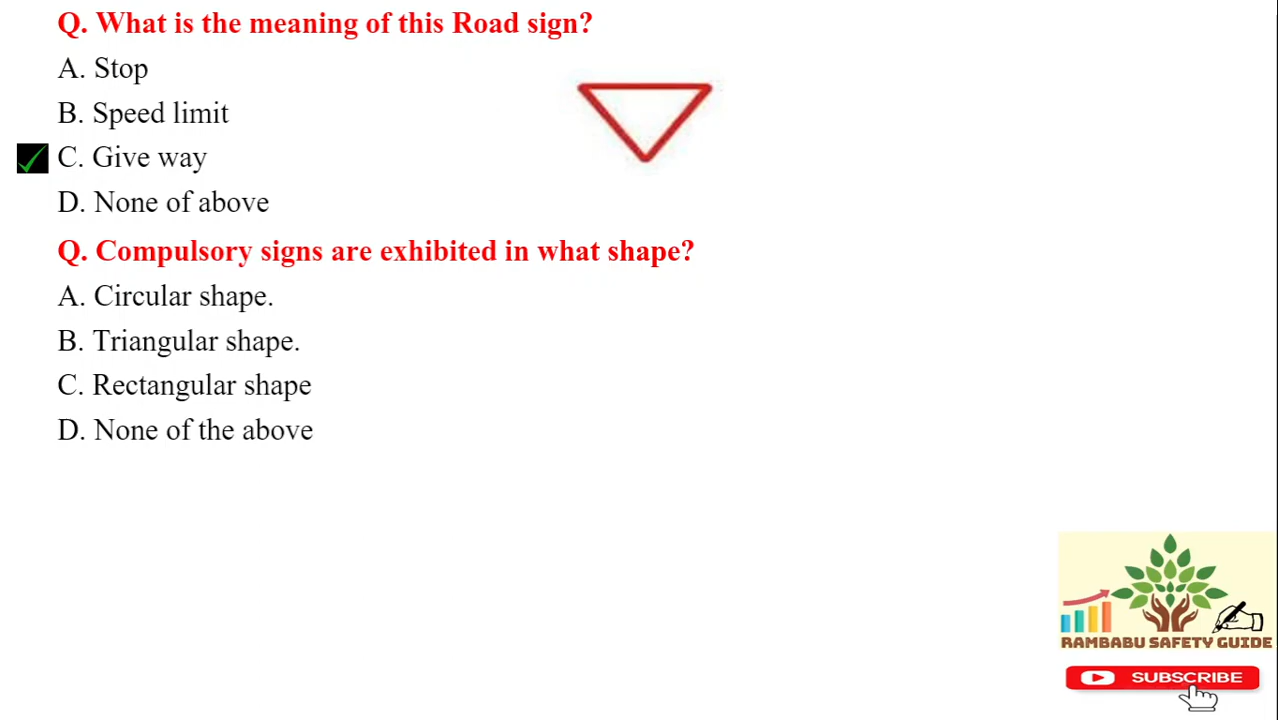 Q. What is the meaning of this Road sign?
A. Stop
B. Speed limit
C. Give way
D. None of above
Q. Compulsory signs are exhibited in what shape?
A. Circular shape.
B. Triangular shape.
C. Rectangular shape
D. None of the above
RAMBABU SAFETY GUIDE
SUBSCRIBE